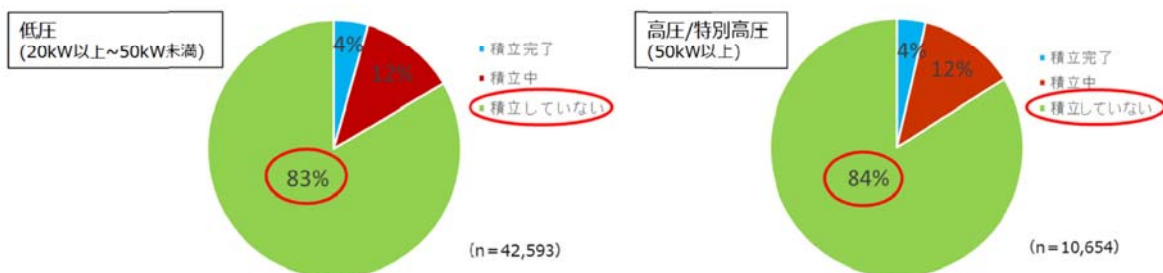 低圧
(20kW以上~50kW未満)
4%
12%
83%
積立完了
積立中
積立していない
(n=42,593)
高圧/特別高圧
(50kW以上)
4%
12%
84%
積立完了
積立中
積立していない
(n=10,654)